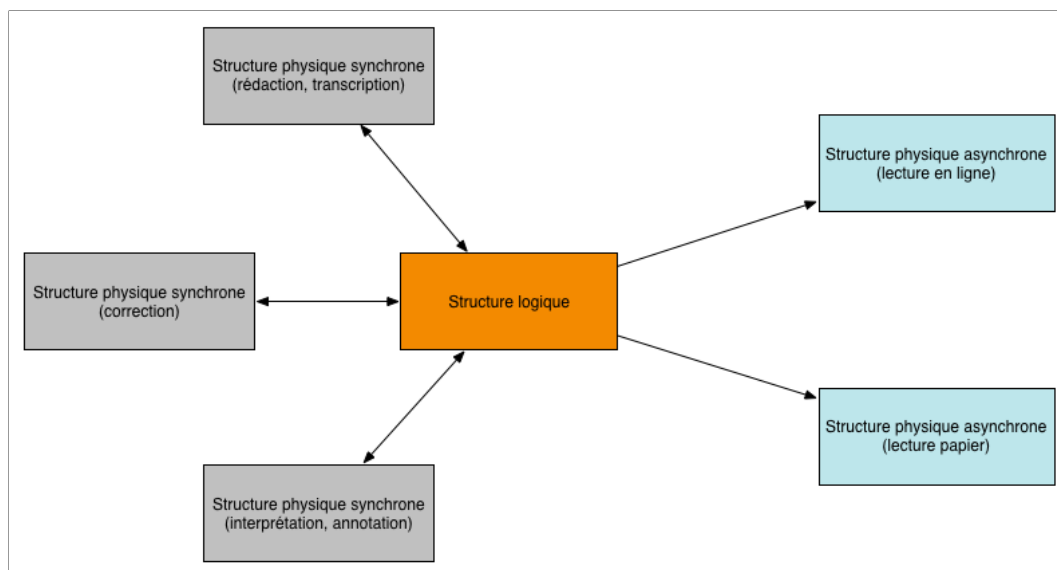 Structure physique synchrone
(rédaction, transcription)
Structure physique asynchrone
(lecture en ligne)
Structure physique synchrone
(correction)
Structure logique
Structure physique asynchrone
(lecture papier)
Structure physique synchrone
(interprétation, annotation)